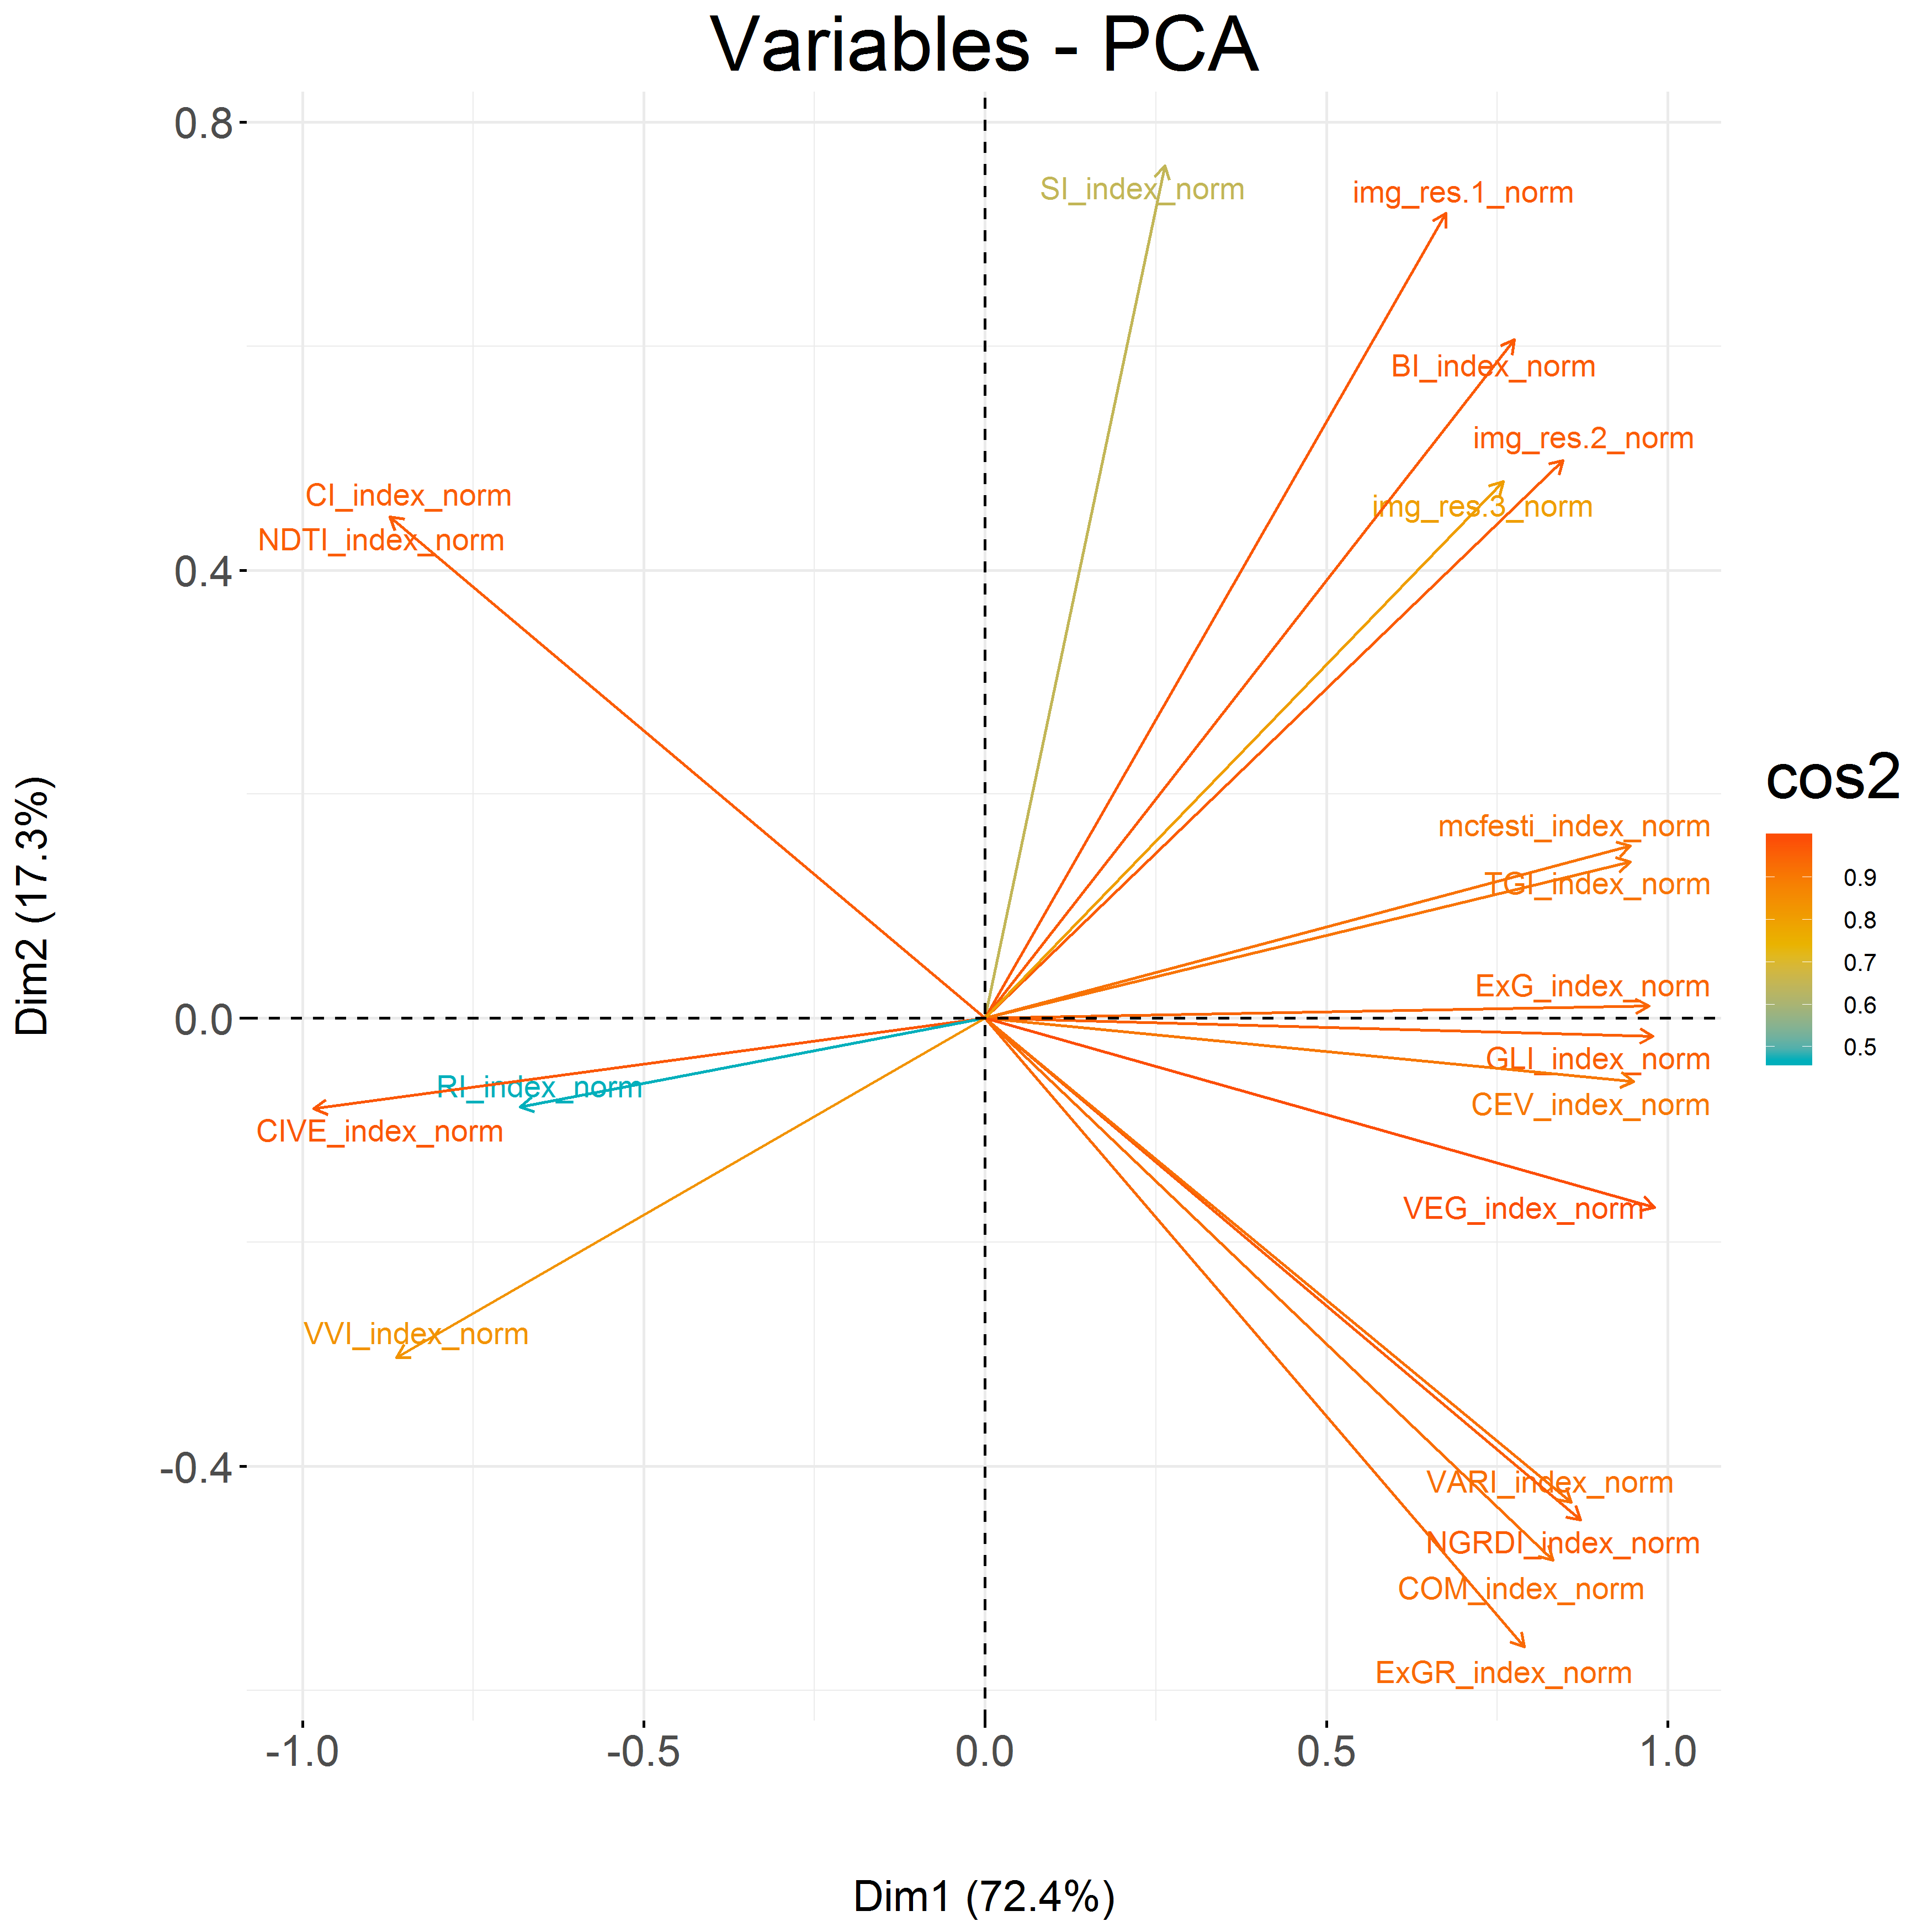 Variables - PCA
0.8
SI_index_norm
img_res.1_norm
BI_index_norm
img_res.2_norm
CI_index_norm
img_res.3_norm
NDTI_index_norm
0.4
cos2
mcfesti_index_norm
0.9
TGI_index_norm
0.8
0.7
ExG_index_norm
0.6
0.0
0.5
GLI_index_norm
RI_index_norm
CEV_index_norm
CIVE_index_norm
VEG_index_norm
VVI_index_norm
-0.4
VARI_index_norm
NGRDI_index_norm
COM_index_norm
ExGR_index_norm
-1.0 -0.5 0.0 0.5 1.0
Dim1 (72.4%)
Dim2 (17.3%)